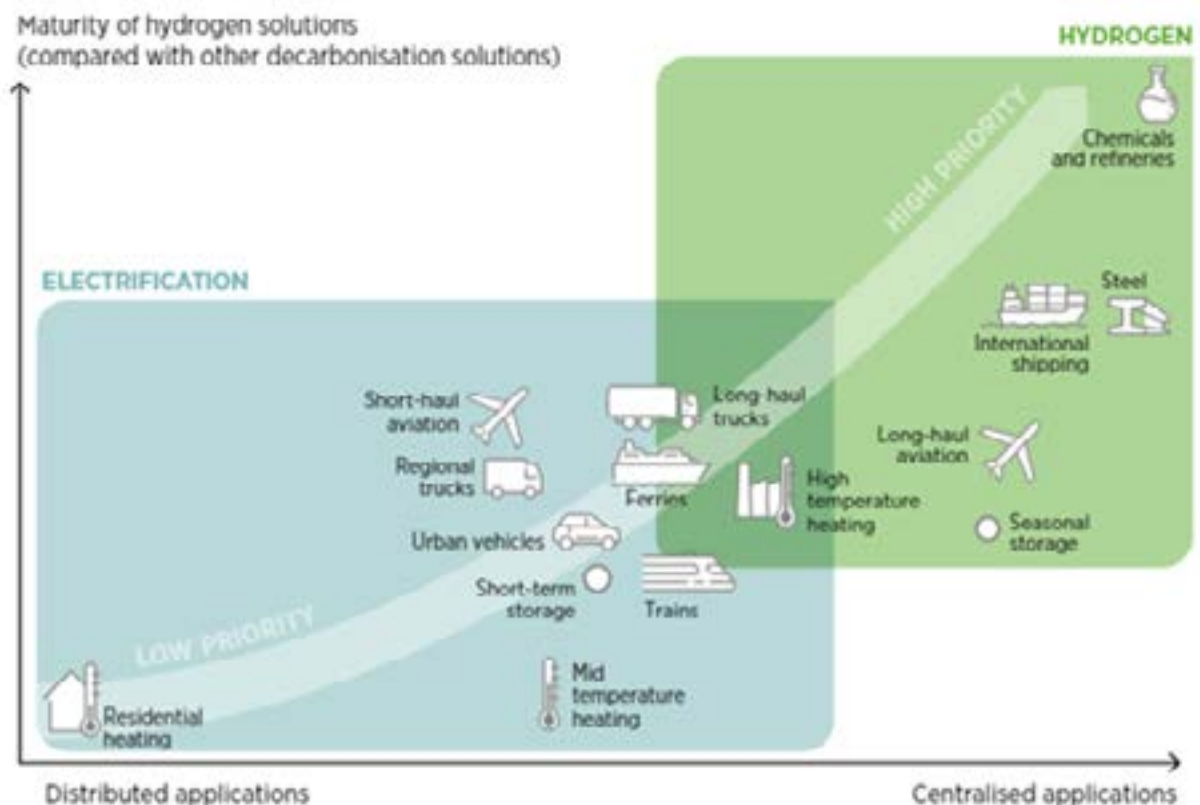 Maturity of hydrogen solutions
(compared with other decarbonisation solutions)
HYDROGEN
HIGH PRIORITY
Chemicals
and refineries
ELECTRIFICATION
Steel
International
shipping
Short-haul
aviation
Long-haul
trucks
Long-haul
aviation
Regional
trucks
Ferries
High
temperature
heating
Urban vehicles
Seasonal
storage
Short-term
storage
Trains
LOW PRIORITY
Mid
temperature
heating
Residential
heating
Distributed applications
Centralised applications